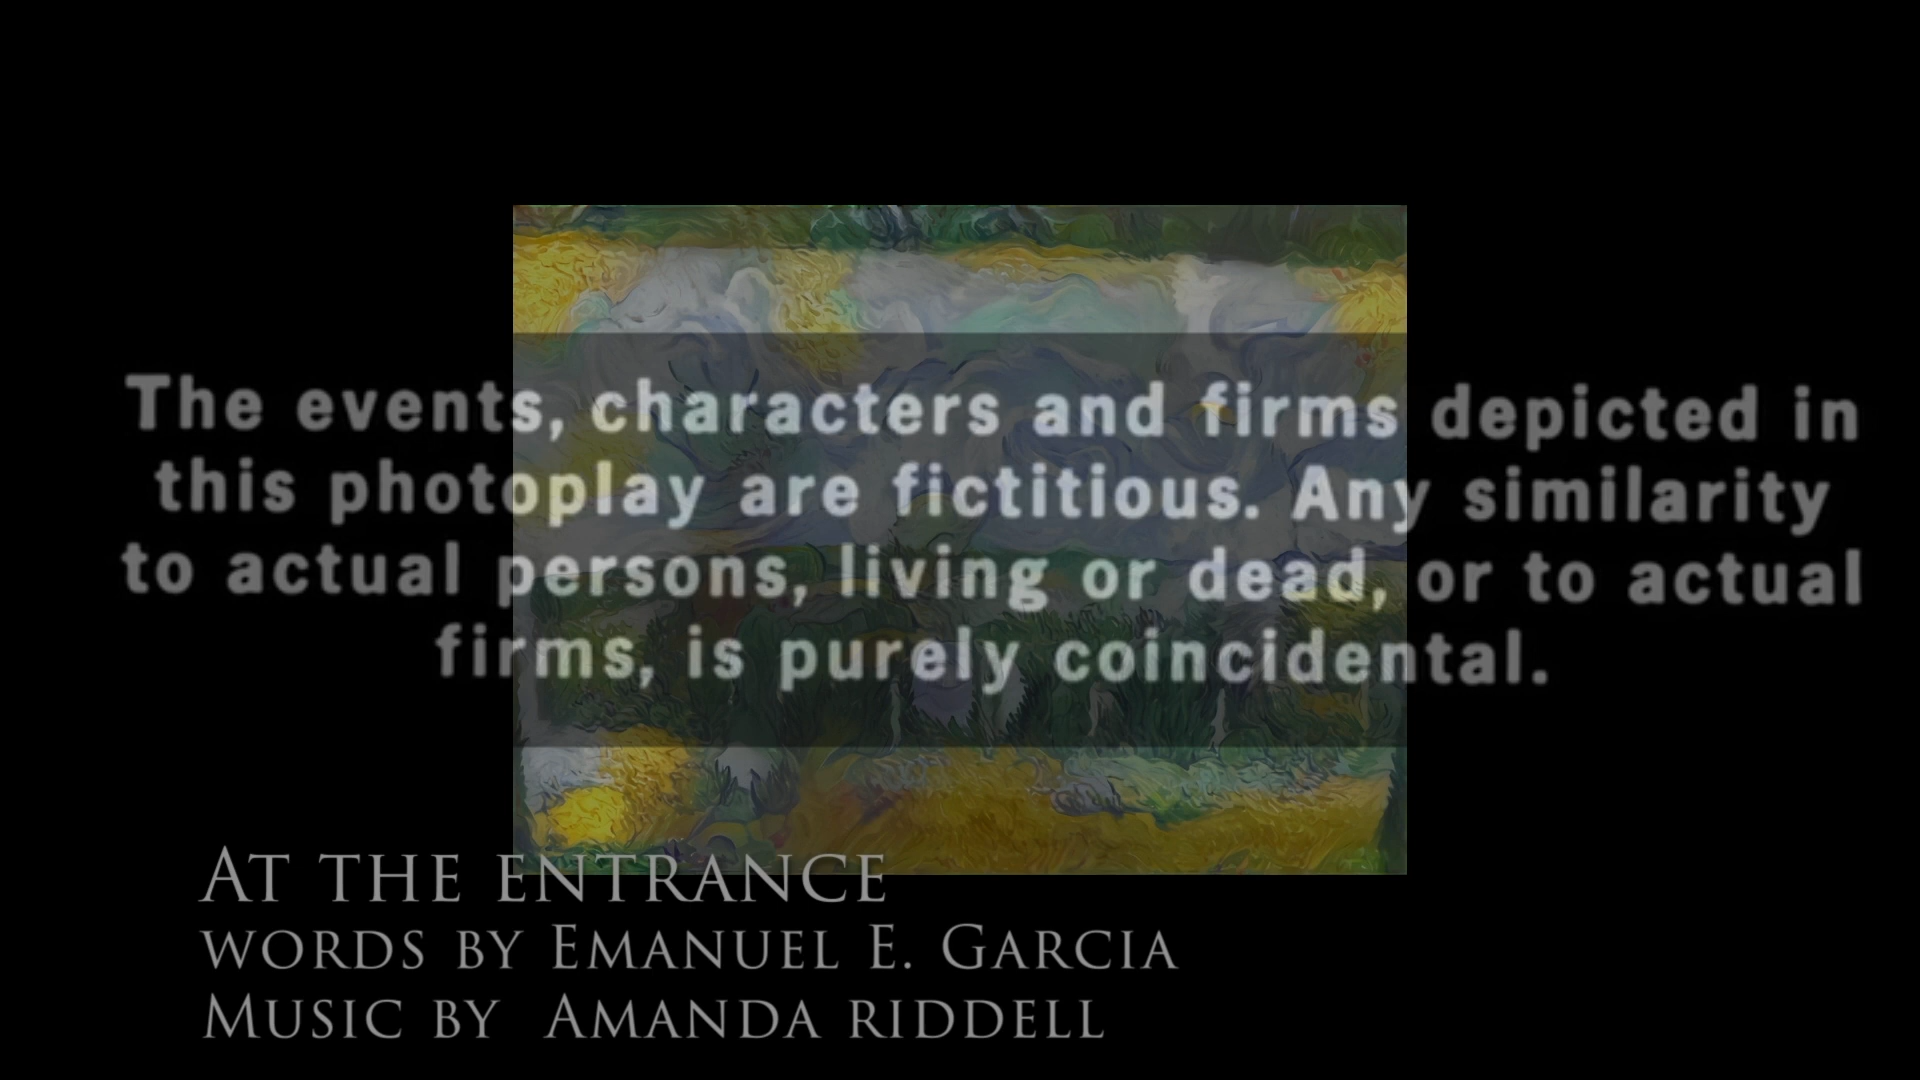 The events, characters and firms depicted in
this photoplay are fictitious. Any similarity
to actual persons, living or dead, or to actual
firms, is purely coincidental.
At the entrance
words by Emanuel E. Garcia
Music by Amanda riddell